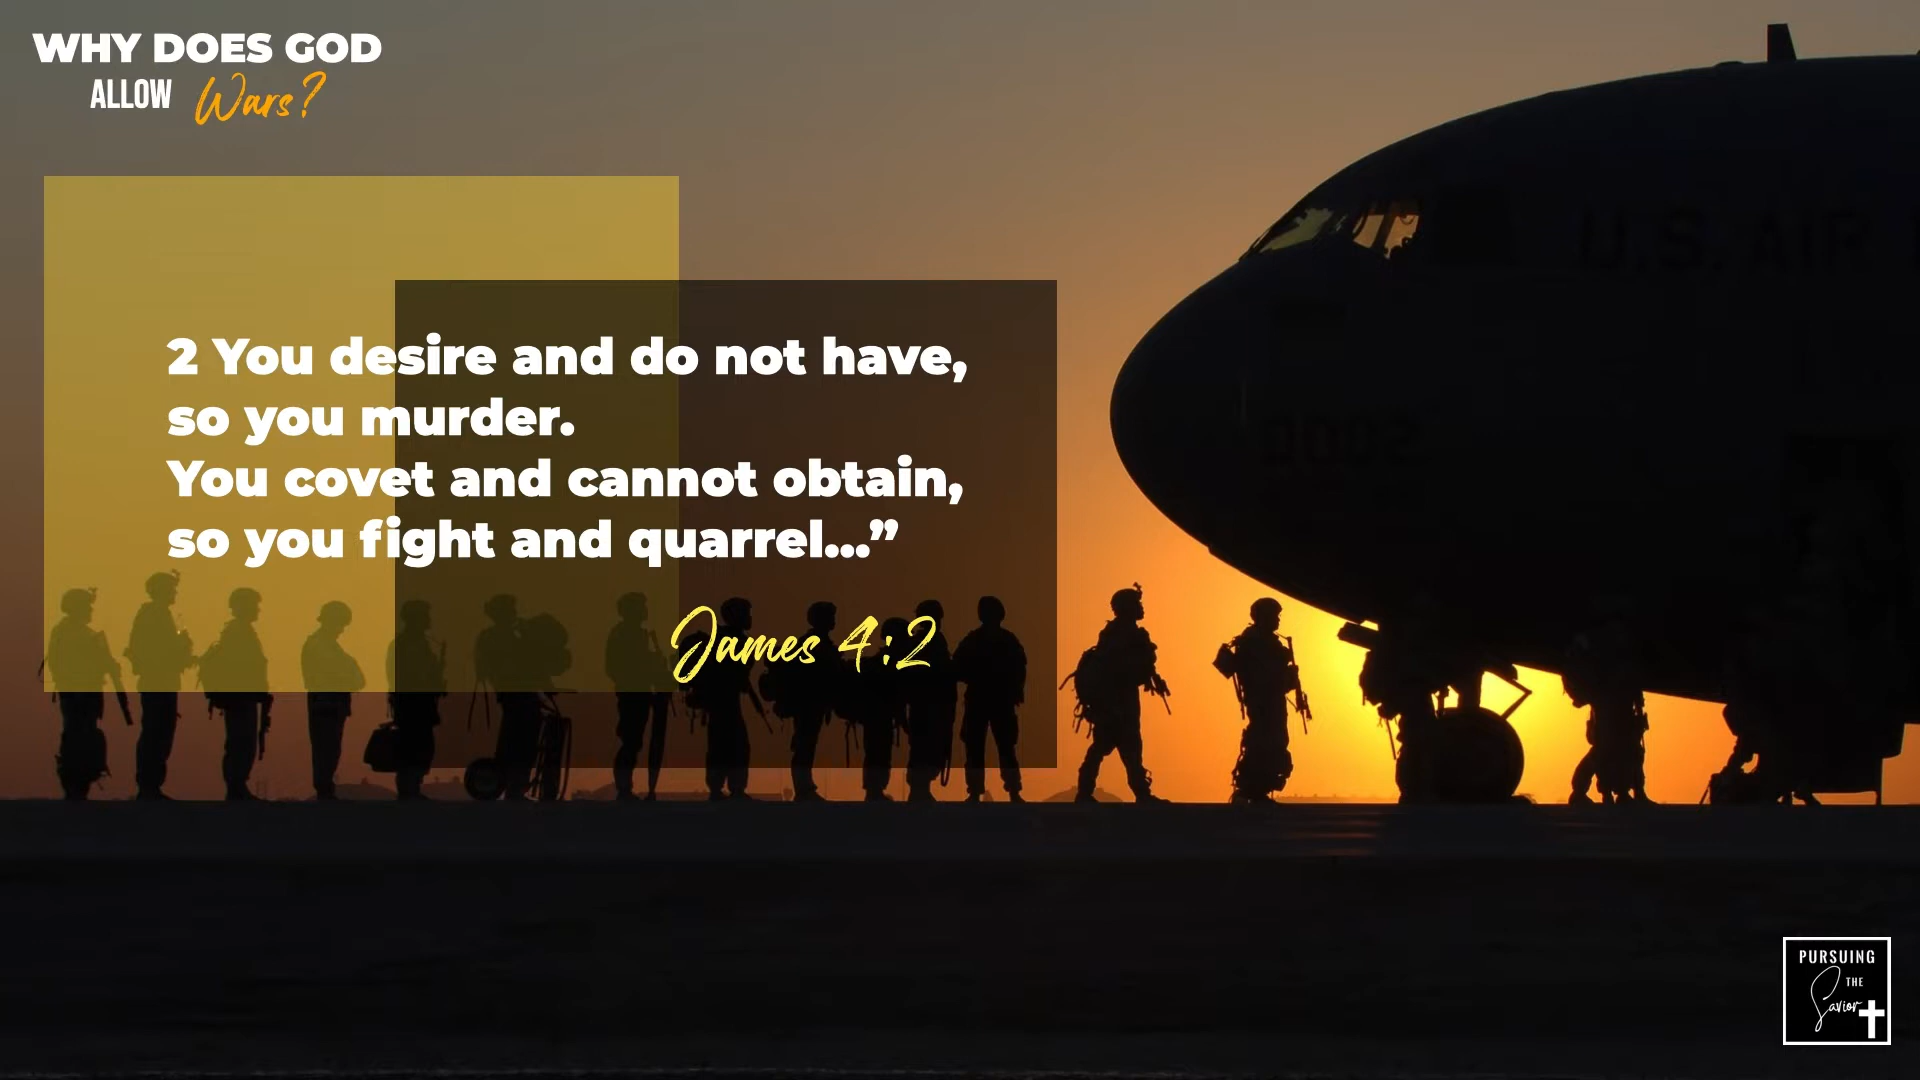 WHY DOES GOD
ALLOW Wars?
2 You desire and do not have,
so you murder.
You covet and cannot obtain,
so you fight and quarrel...”
James 4:2
U.S. AIR
PURSUING
THE
Savior